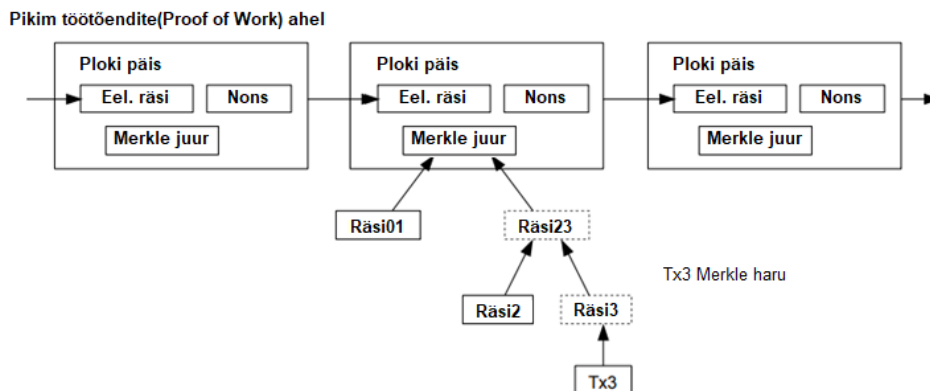 Pikim töötõendite(Proof of Work) ahel
Ploki päis
Eel. räsi
Nons
Merkle juur
Ploki päis
Eel. räsi
Nons
Merkle juur
Ploki päis
Eel. räsi
Nons
Merkle juur
Räsi01
Räsi23
Tx3 Merkle haru
Räsi2
Räsi3
Tx3